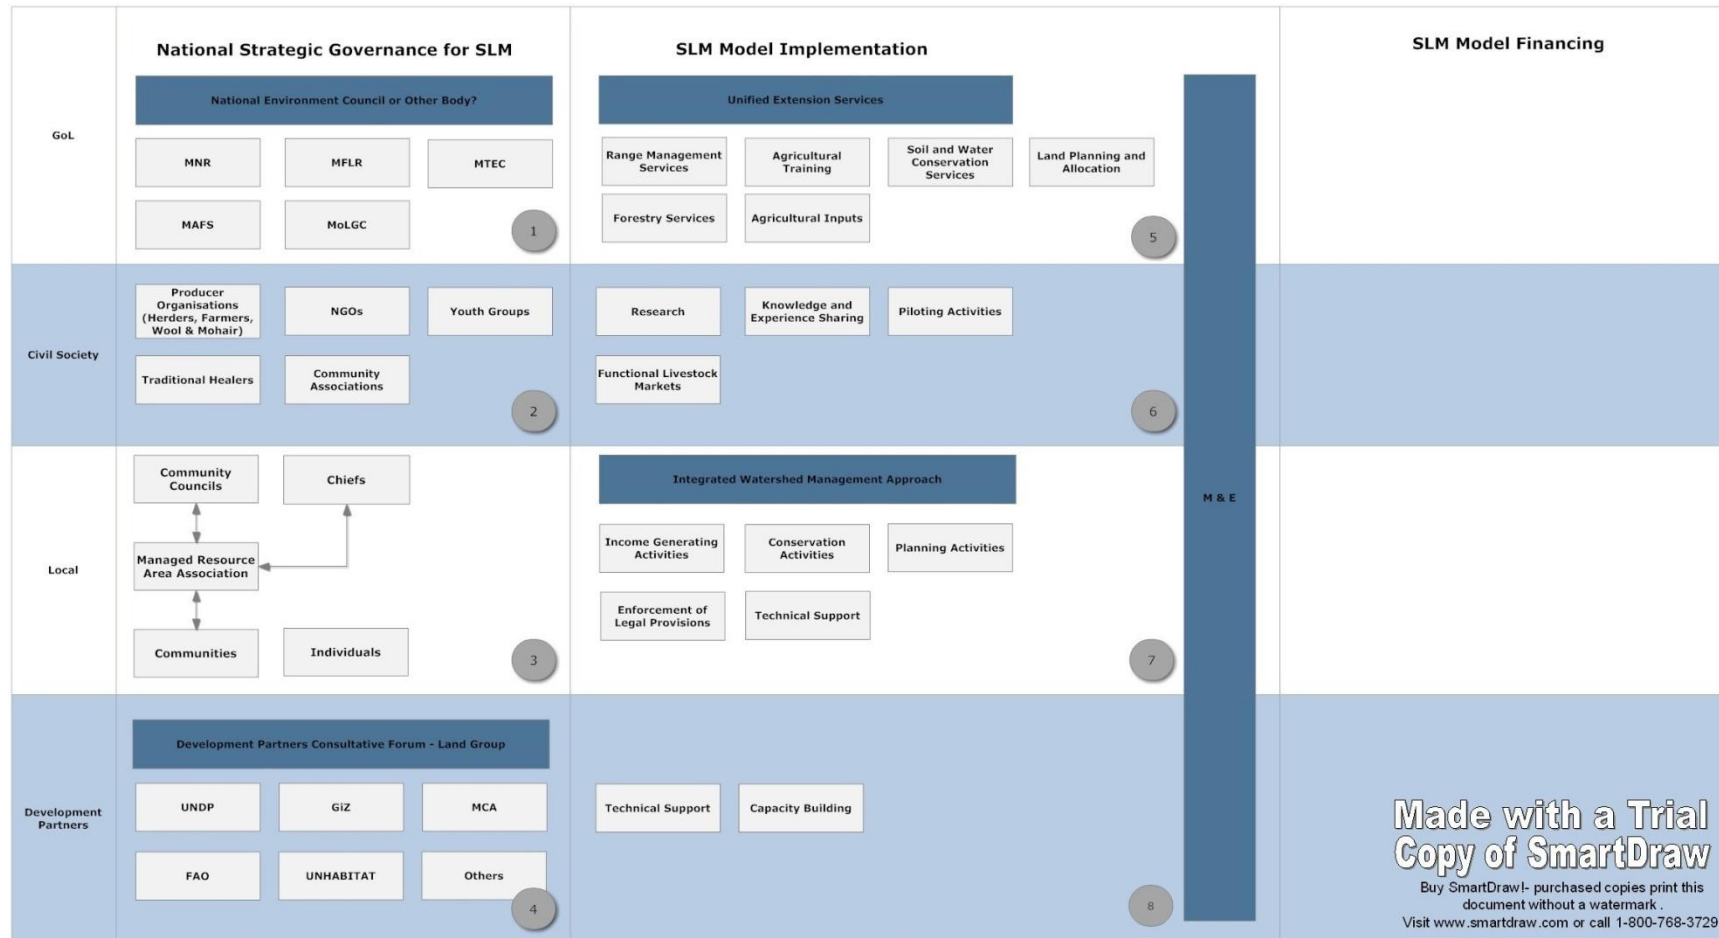 National Strategic Governance for SLM
SLM Model Implementation
SLM Model Financing
GoL
National Environment Council or Other Body?
MNR
MFLR
MTEC
MAFS
MoLGC
1
Unified Extension Services
Range Management
Services
Agricultural
Training
Soil and Water
Conservation
Services
Land Planning and
Allocation
Forestry Services
Agricultural Inputs
5
Civil Society
Producer
Organisations
(Herders, Farmers,
Wool & Mohair)
NGOs
Youth Groups
Traditional Healers
Community
Associations
2
Research
Knowledge and
Experience Sharing
Piloting Activities
Functional Livestock
Markets
6
Local
Community
Councils
Chiefs
Managed Resource
Area Association
Communities
Individuals
3
Integrated Watershed Management Approach
Income Generating
Activities
Conservation
Activities
Planning Activities
Enforcement of
Legal Provisions
Technical Support
7
M & E
Development
Partners
Development Partners Consultative Forum - Land Group
UNDP
GiZ
MCA
FAO
UNHABITAT
Others
4
Technical Support
Capacity Building
8
Made with a Trial
Copy of SmartDraw
Buy SmartDraw!- purchased copies print this
document without a watermark .
Visit www.smartdraw.com or call 1-800-768-3729